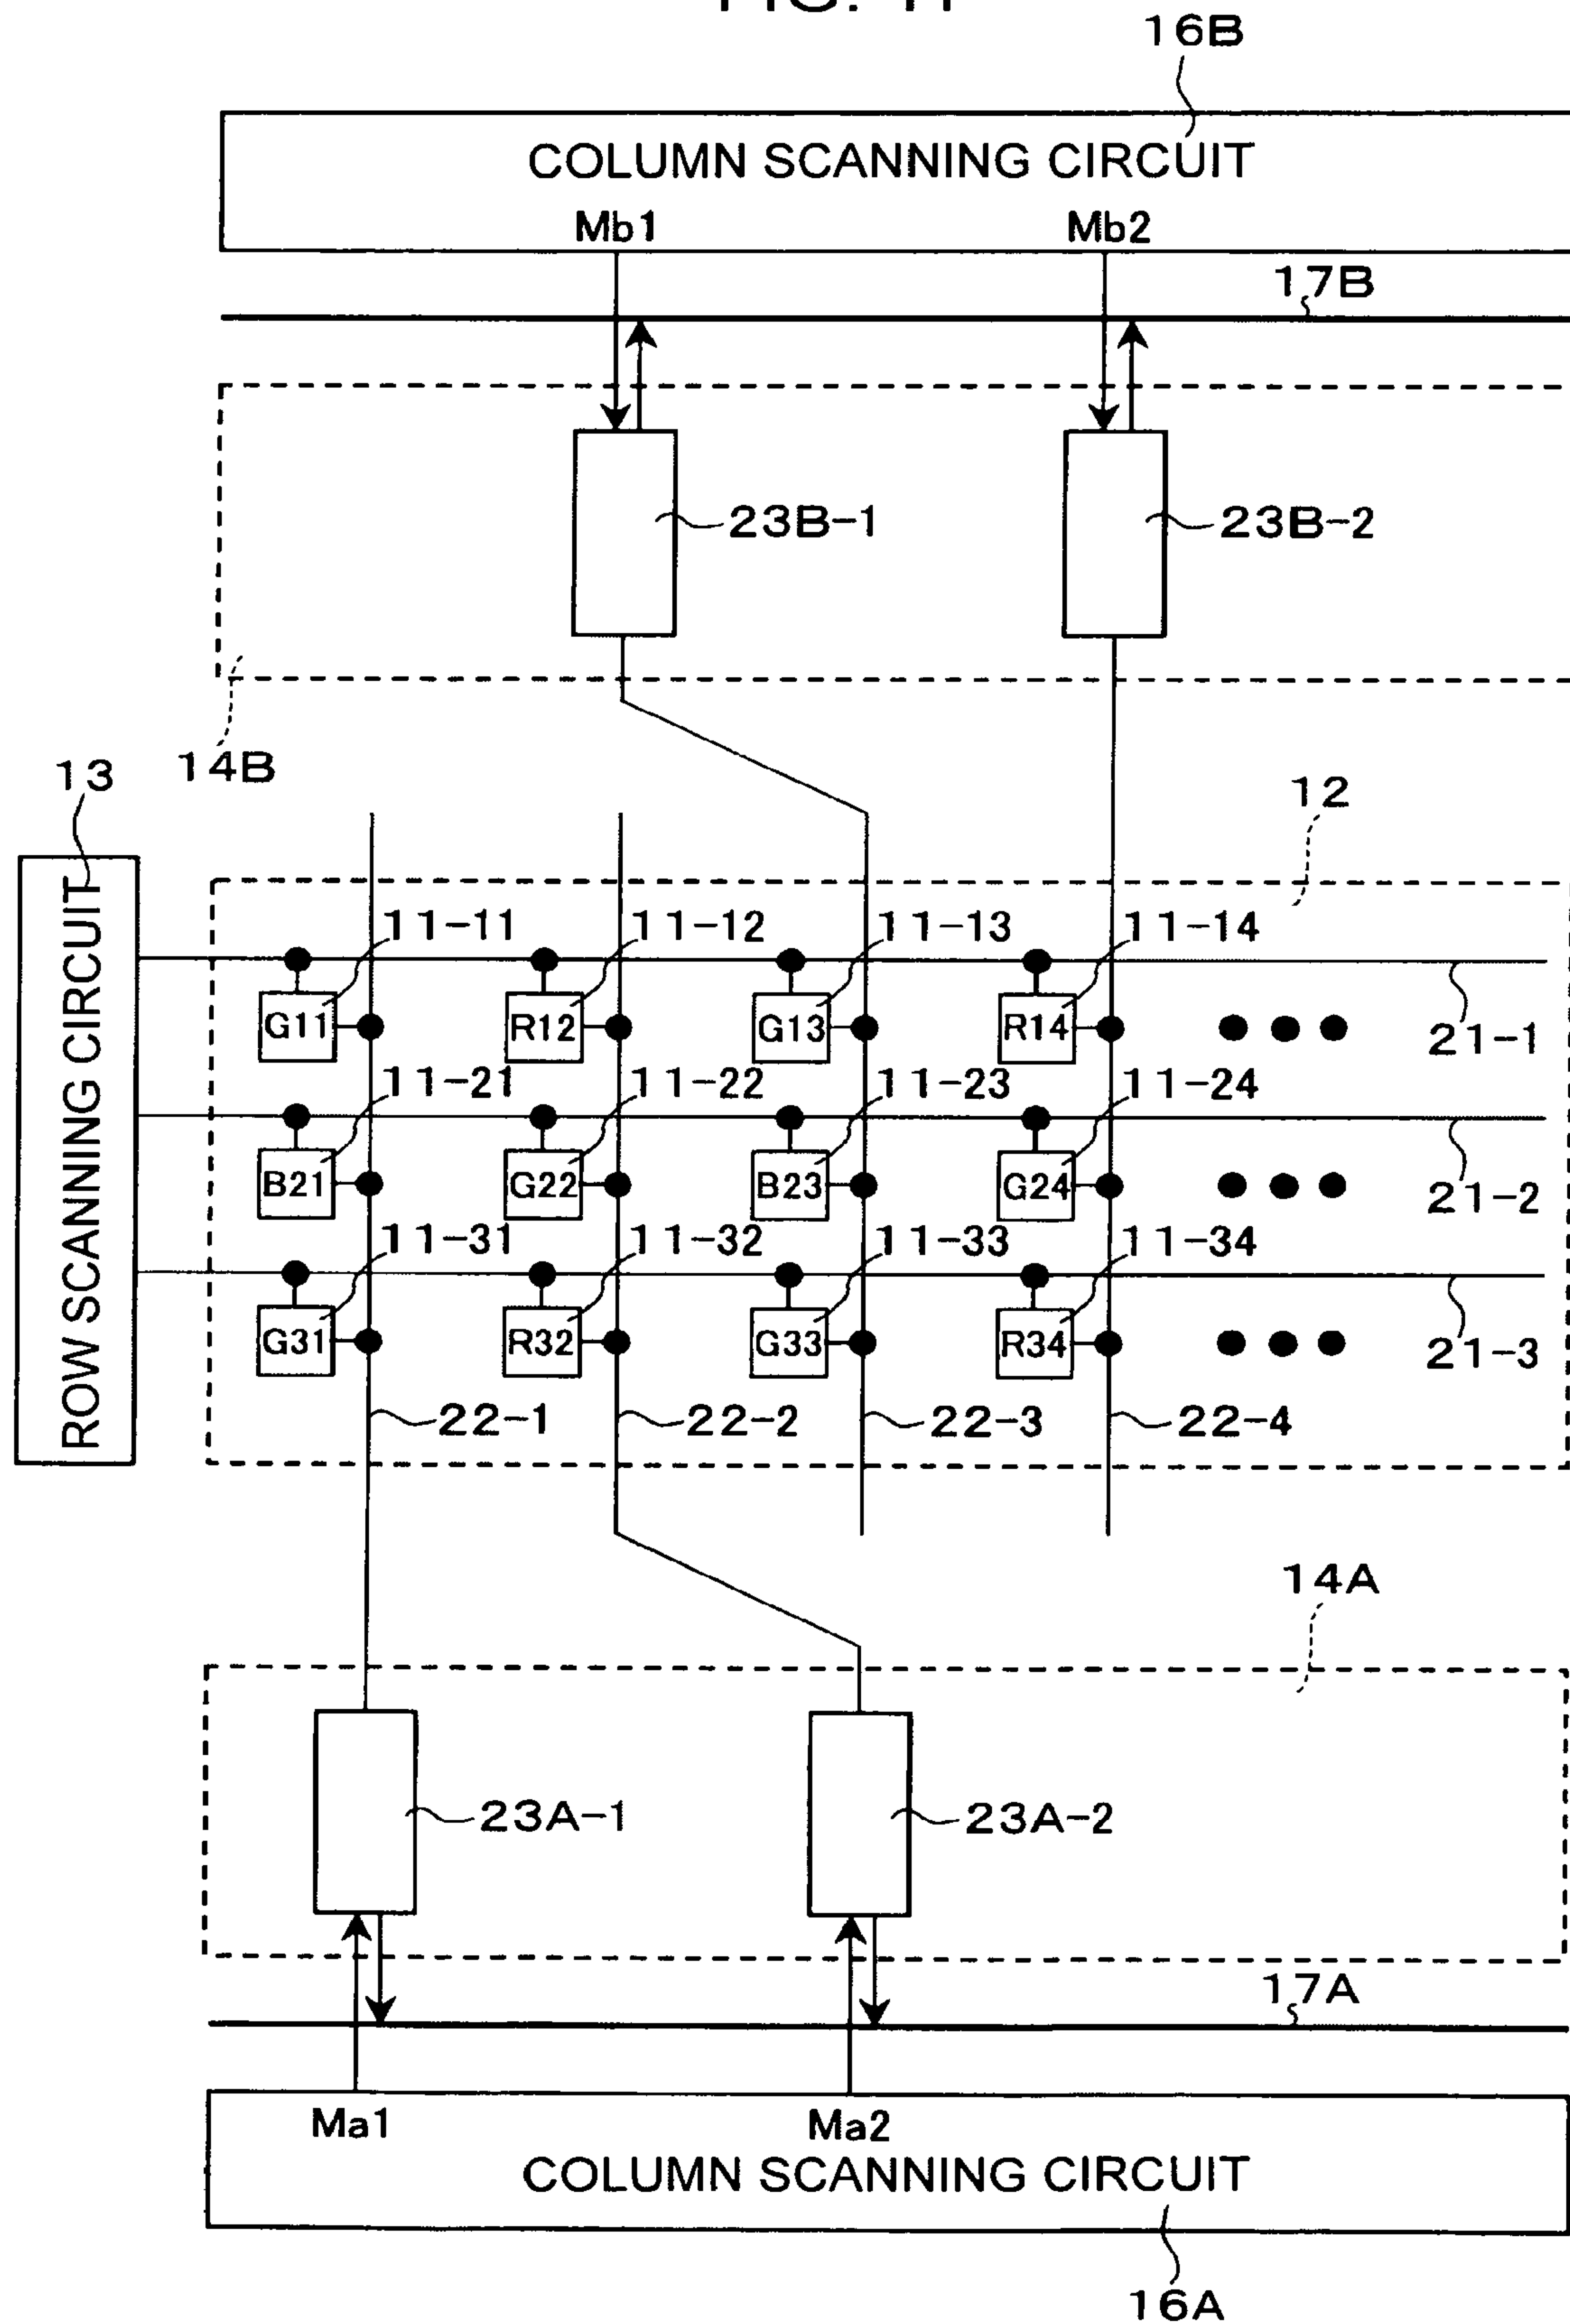 16B
COLUMN SCANNING CIRCUIT
Mb1 Mb2
17B
23B-1 23B-2
14B
13
12
ROW SCANNING CIRCUIT
11-11 11-12 11-13 11-14
G11 R12 G13 R14
21-1
11-21 11-22 11-23 11-24
B21 G22 B23 G24
21-2
11-31 11-32 11-33 11-34
G31 R32 G33 R34
21-3
22-1 22-2 22-3 22-4
14A
23A-1 23A-2
17A
Ma1 Ma2
COLUMN SCANNING CIRCUIT
16A